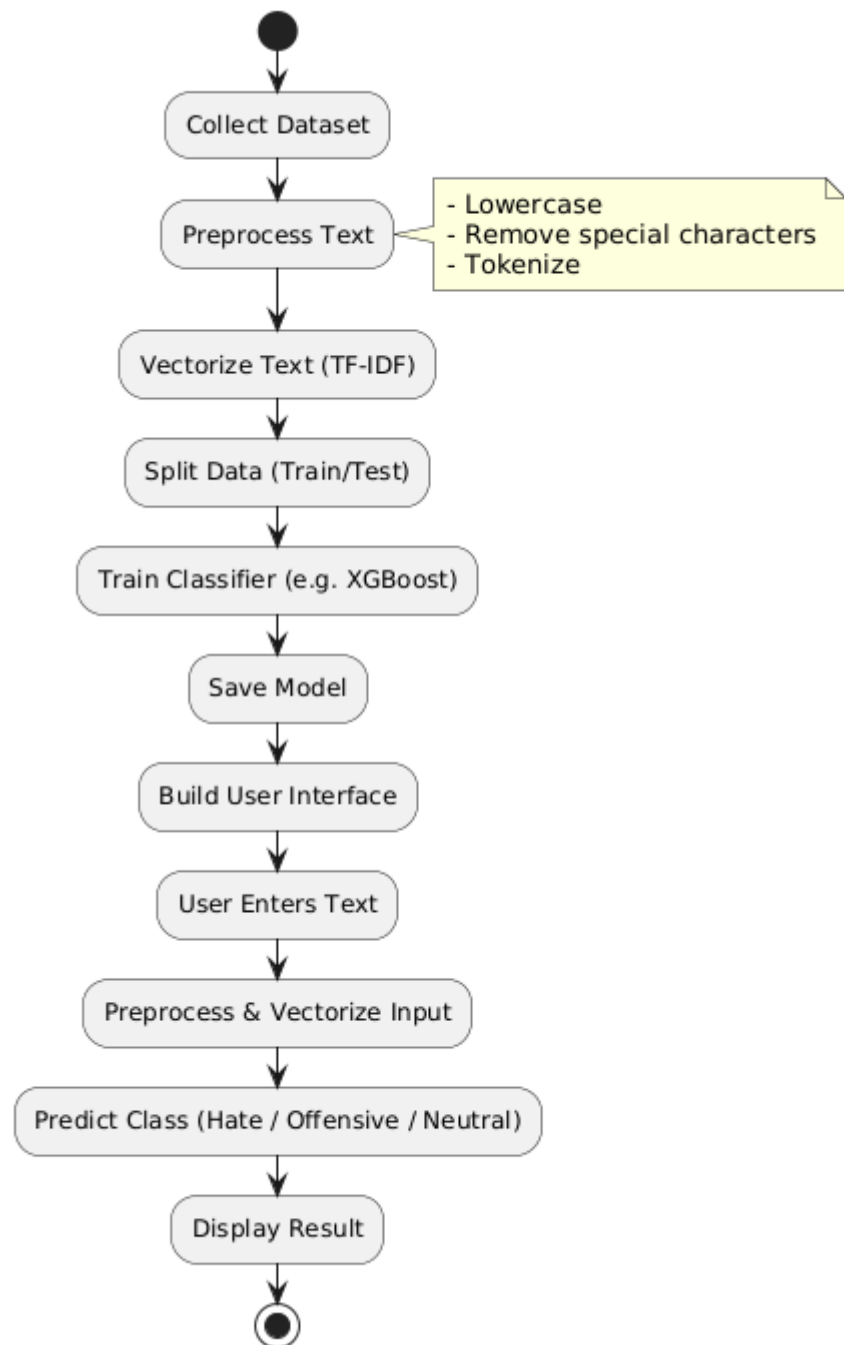 Collect Dataset
Preprocess Text
- Lowercase
- Remove special characters
- Tokenize
Vectorize Text (TF-IDF)
Split Data (Train/Test)
Train Classifier (e.g. XGBoost)
Save Model
Build User Interface
User Enters Text
Preprocess & Vectorize Input
Predict Class (Hate / Offensive / Neutral)
Display Result